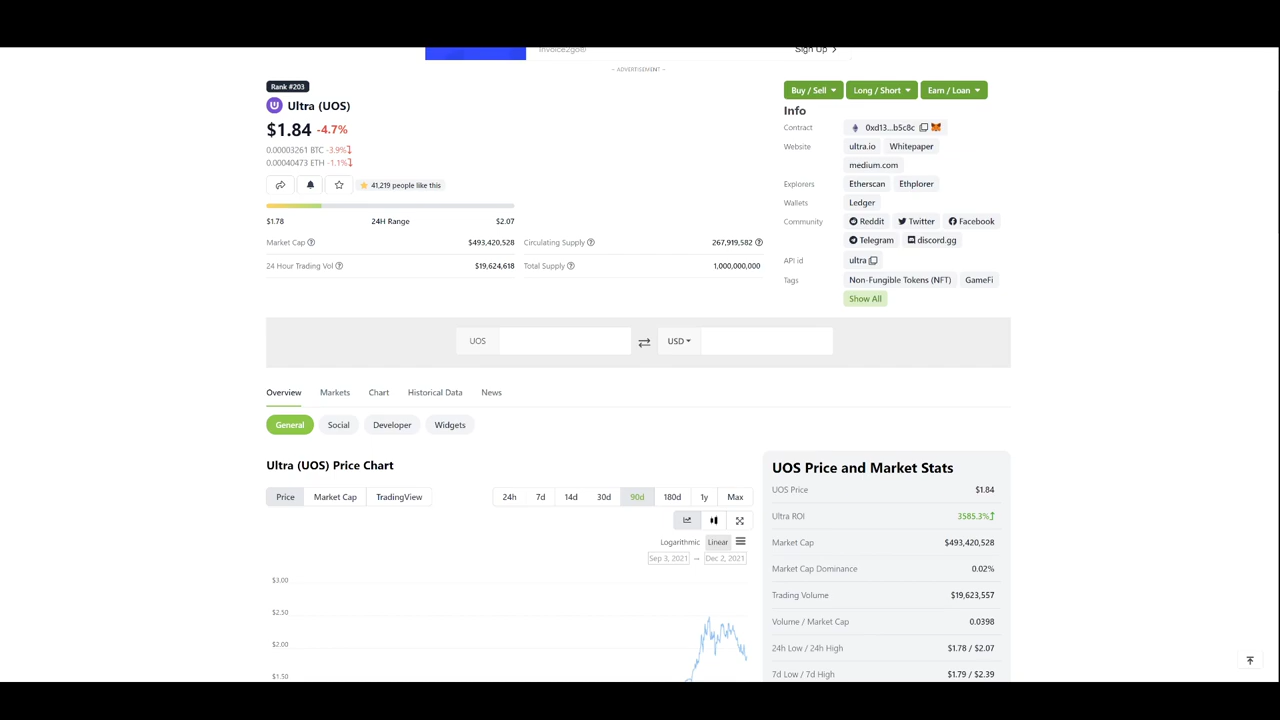 Invoice2go®
Sign Up >
– ADVERTISEMENT –
Rank #203
Ultra (UOS)
$1.84 -4.7%
0.00003261 BTC -3.9%
0.00040473 ETH -1.1%
41,219 people like this
$1.78 24H Range $2.07
Market Cap $493,420,528 Circulating Supply 267,919,582
24 Hour Trading Vol $19,624,618 Total Supply 1,000,000,000
Buy / Sell Long / Short Earn / Loan
Info
Contract 0xd13...b5c8c
Website ultra.io Whitepaper
medium.com
Explorers Etherscan Ethplorer
Wallets Ledger
Community Reddit Twitter Facebook
Telegram discord.gg
API id ultra
Tags Non-Fungible Tokens (NFT) GameFi
Show All
UOS USD
Overview Markets Chart Historical Data News
General Social Developer Widgets
Ultra (UOS) Price Chart
Price Market Cap TradingView 24h 7d 14d 30d 90d 180d 1y Max
Logarithmic Linear
Sep 3, 2021 → Dec 2, 2021
$3.00
$2.50
$2.00
$1.50
UOS Price and Market Stats
UOS Price $1.84
Ultra ROI 3585.3%
Market Cap $493,420,528
Market Cap Dominance 0.02%
Trading Volume $19,623,557
Volume / Market Cap 0.0398
24h Low / 24h High $1.78 / $2.07
7d Low / 7d High $1.79 / $2.39